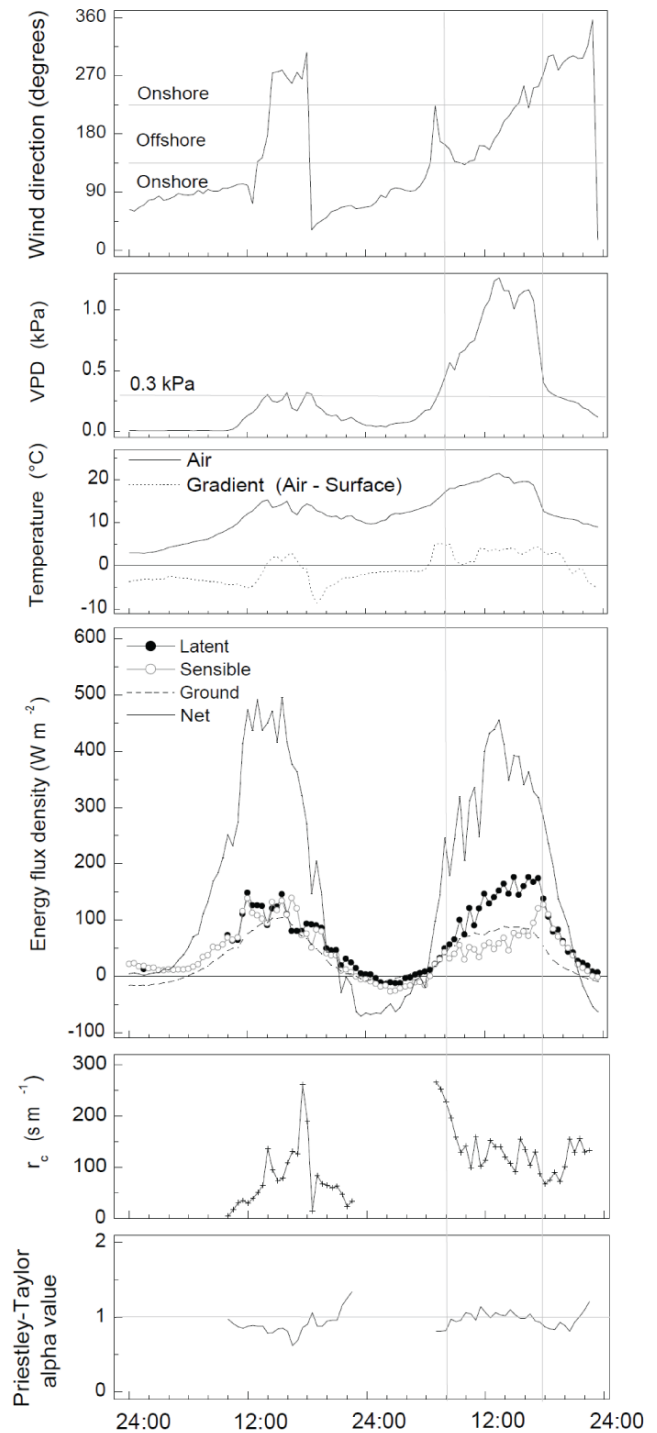 Wind direction (degrees)
360
270
180
90
0
Onshore
Offshore
Onshore
VPD (kPa)
1.0
0.5
0.0
0.3 kPa
Temperature (°C)
20
10
0
-10
Air
Gradient (Air - Surface)
Energy flux density (W m-2)
600
500
400
300
200
100
0
-100
Latent
Sensible
Ground
Net
rc (s m-1)
300
200
100
0
Priestley-Taylor
alpha value
2
1
0
24:00 12:00 24:00 12:00 24:00